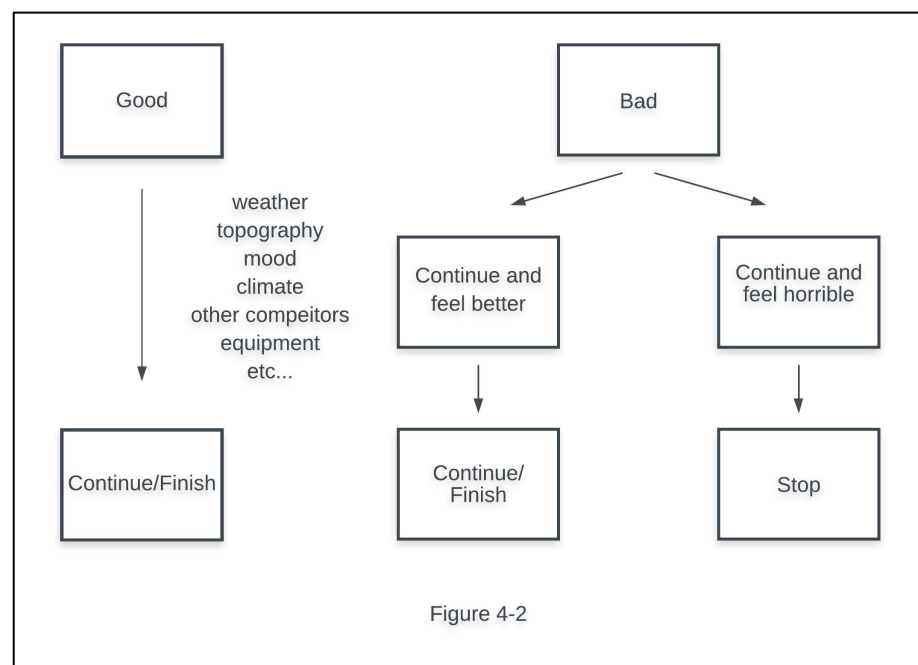 Good
Bad
weather
topography
mood
climate
other compeitors
equipment
etc...
Continue and
feel better
Continue and
feel horrible
Continue/Finish
Continue/
Finish
Stop
Figure 4-2